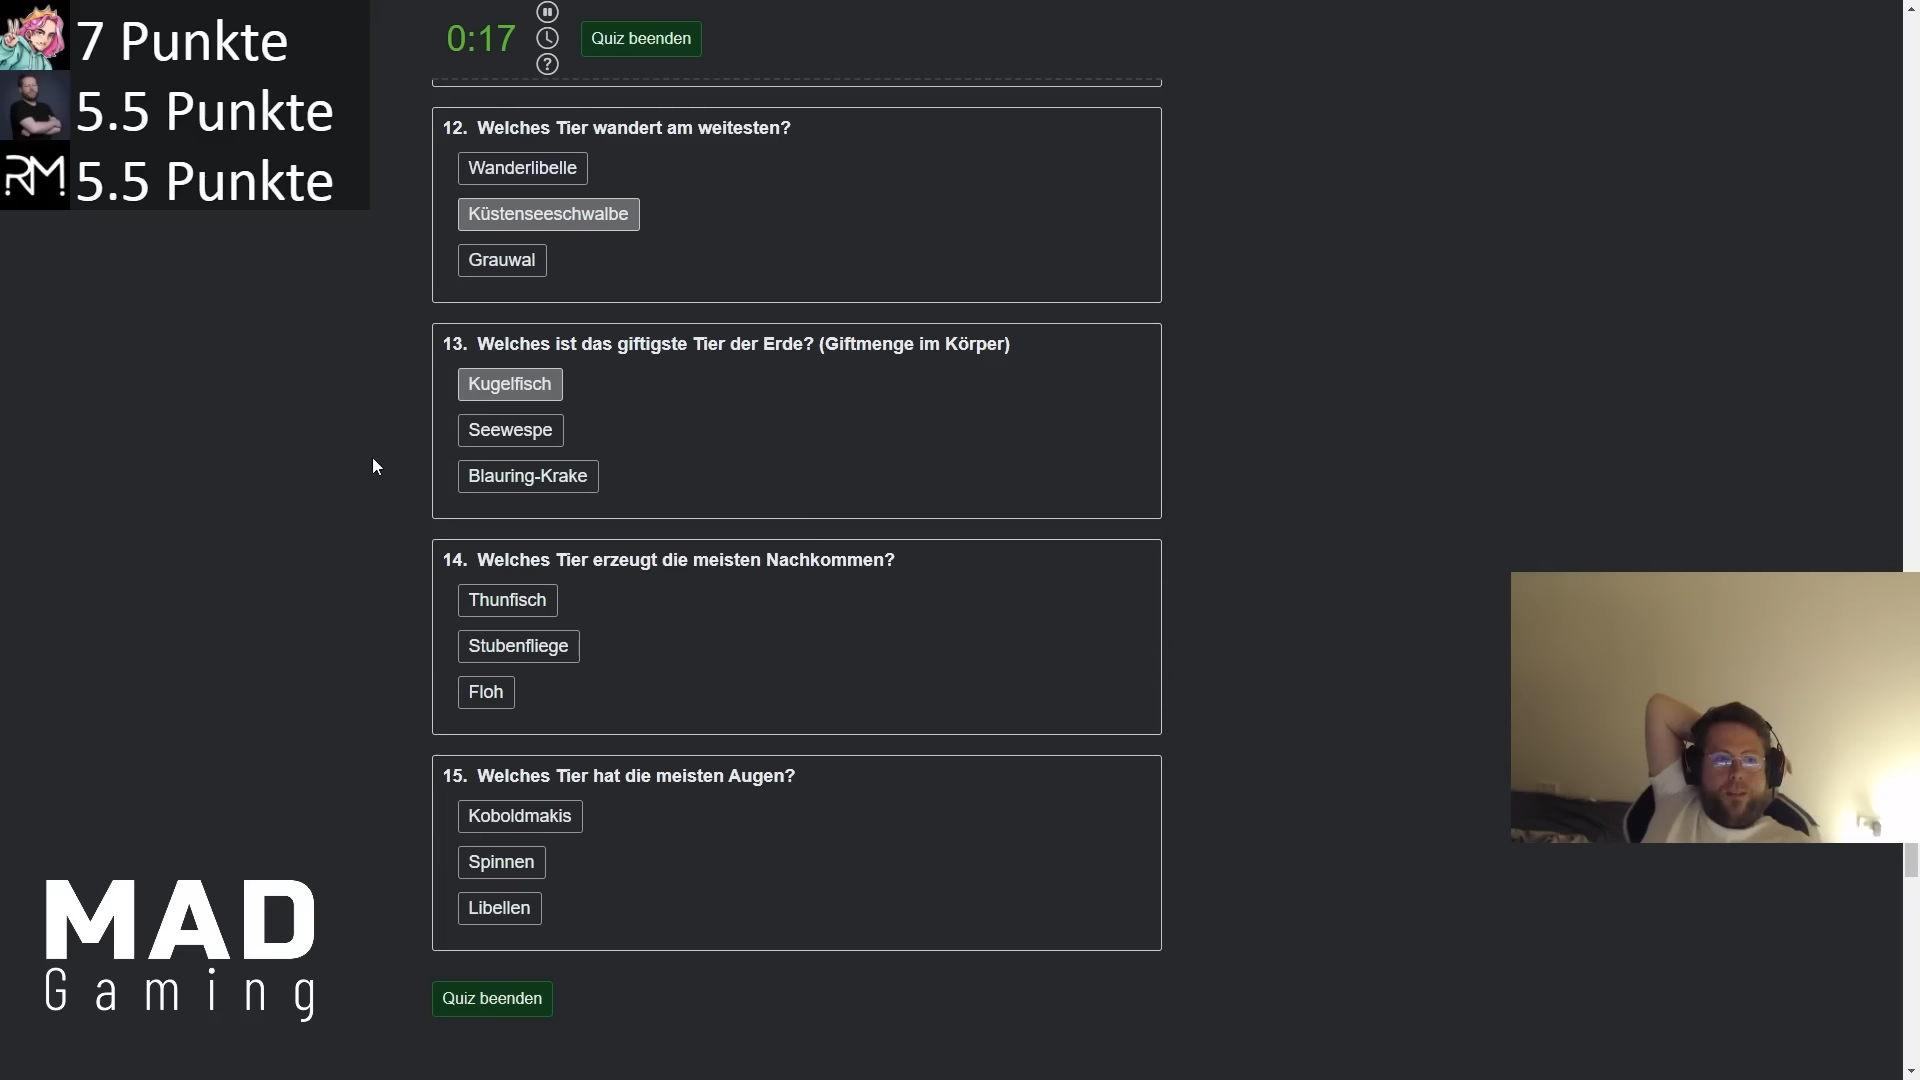 7 Punkte
5.5 Punkte
RM
5.5 Punkte
0:17
Quiz beenden
12. Welches Tier wandert am weitesten?
Wanderlibelle
Küstenseeschwalbe
Grauwal
13. Welches ist das giftigste Tier der Erde? (Giftmenge im Körper)
Kugelfisch
Seewespe
Blauring-Krake
14. Welches Tier erzeugt die meisten Nachkommen?
Thunfisch
Stubenfliege
Floh
15. Welches Tier hat die meisten Augen?
Koboldmakis
Spinnen
Libellen
Quiz beenden
MAD
Gaming